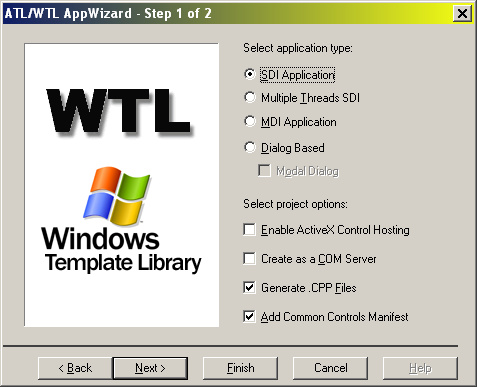 ATL/WTL AppWizard - Step 1 of 2
WTL
Windows
Template Library
Select application type:
SDI Application
Multiple Threads SDI
MDI Application
Dialog Based
Modal Dialog
Select project options:
Enable ActiveX Control Hosting
Create as a COM Server
Generate .CPP Files
Add Common Controls Manifest
< Back
Next >
Finish
Cancel
Help